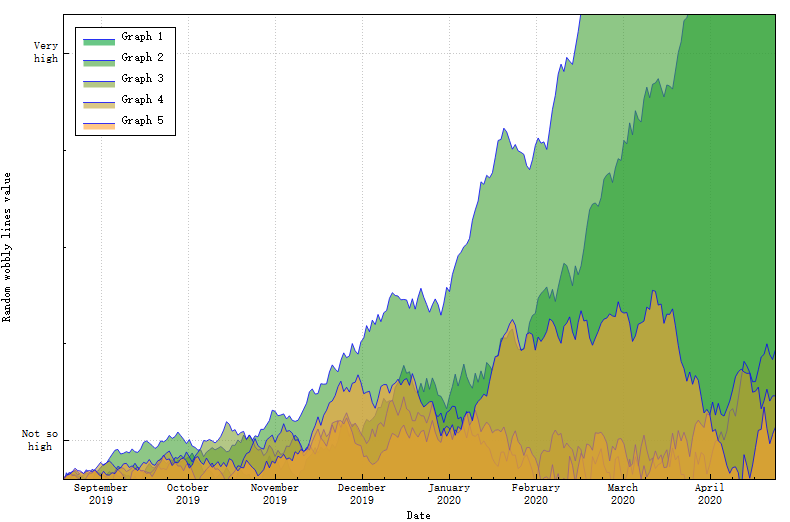 Very
high
Graph 1
Graph 2
Graph 3
Graph 4
Graph 5
Random wobbly lines value
Not so
high
September
2019
October
2019
November
2019
December
2019
January
2020
February
2020
March
2020
April
2020
Date